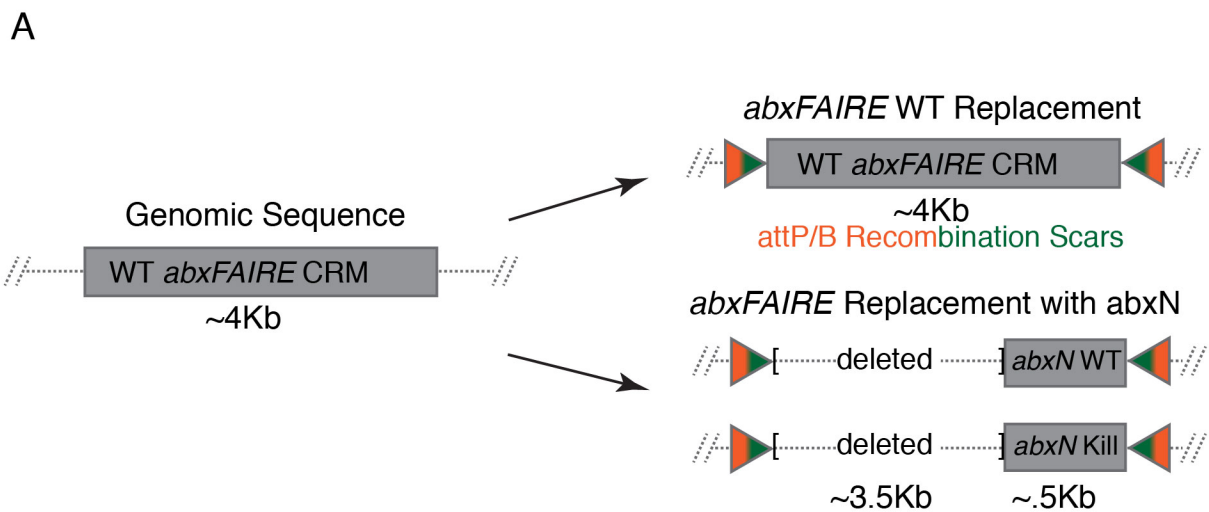 A
Genomic Sequence
WT abxFAIRE CRM
~4Kb
abxFAIRE WT Replacement
WT abxFAIRE CRM
~4Kb
attP/B Recombination Scars
abxFAIRE Replacement with abxN
[ deleted ] abxN WT
[ deleted ] abxN Kill
~3.5Kb ~.5Kb